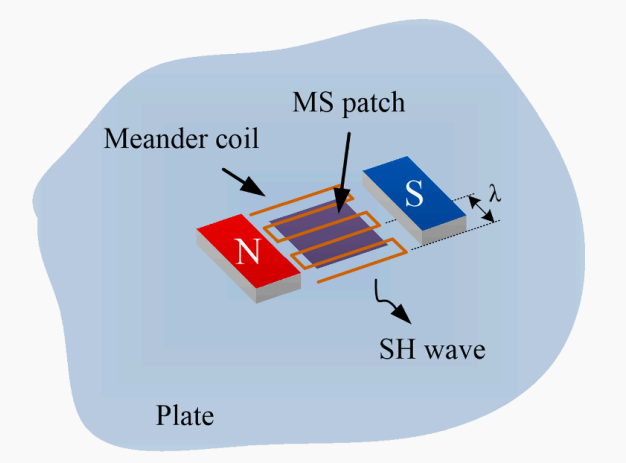 MS patch
Meander coil
S
λ
N
SH wave
Plate